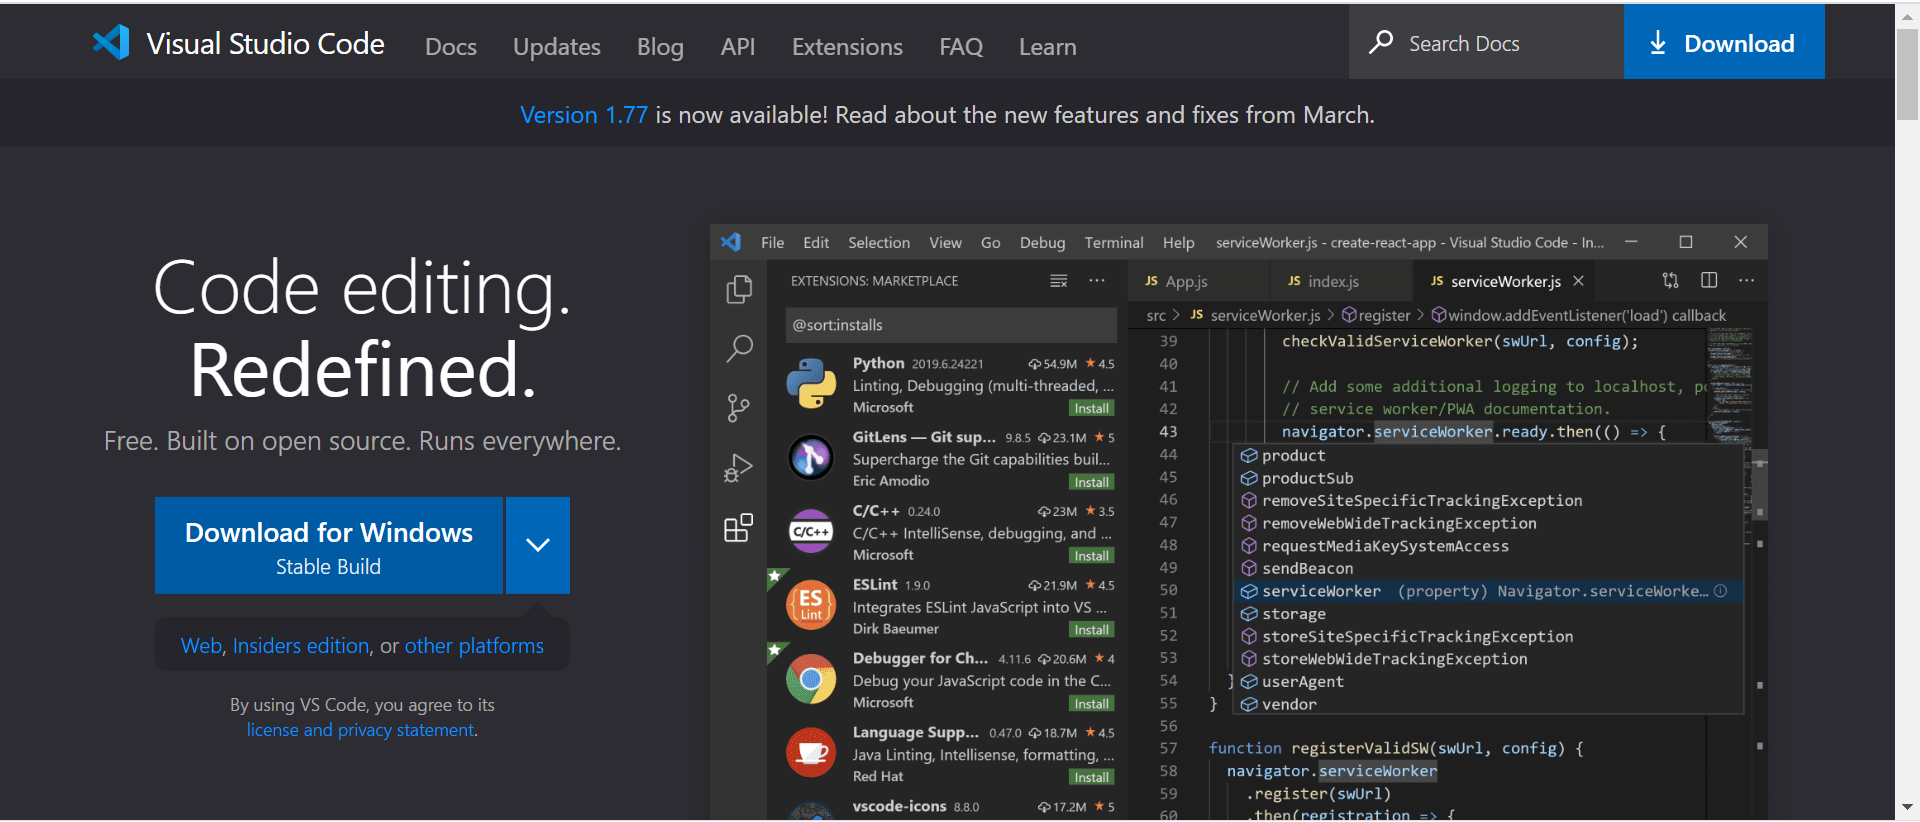 Visual Studio Code Docs Updates Blog API Extensions FAQ Learn Search Docs Download
Version 1.77 is now available! Read about the new features and fixes from March.
Code editing.
Redefined.
Free. Built on open source. Runs everywhere.
Download for Windows
Stable Build
Web, Insiders edition, or other platforms
By using VS Code, you agree to its
license and privacy statement.
File Edit Selection View Go Debug Terminal Help serviceWorker.js - create-react-app - Visual Studio Code - In...
EXTENSIONS: MARKETPLACE
@sort:installs
Python 2019.6.24221 54.9M ★ 4.5
Linting, Debugging (multi-threaded, ...
Microsoft Install
GitLens — Git sup... 9.8.5 23.1M ★ 5
Supercharge the Git capabilities buil...
Eric Amodio Install
C/C++
C/C++ 0.24.0 23M ★ 3.5
C/C++ IntelliSense, debugging, and ...
Microsoft Install
ES
Lint
ESLint 1.9.0 21.9M ★ 4.5
Integrates ESLint JavaScript into VS ...
Dirk Baeumer Install
Debugger for Ch... 4.11.6 20.6M ★ 4
Debug your JavaScript code in the C...
Microsoft Install
Language Supp... 0.47.0 18.7M ★ 4.5
Java Linting, Intellisense, formatting, ...
Red Hat Install
vscode-icons 8.8.0 17.2M ★ 5
JS App.js JS index.js JS serviceWorker.js
src > JS serviceWorker.js > register > window.addEventListener('load') callback
39 checkValidServiceWorker(swUrl, config);
40
41 // Add some additional logging to localhost, po
42 // service worker/PWA documentation.
43 navigator.serviceWorker.ready.then(() => {
44 product
45 productSub
46 removeSiteSpecificTrackingException
47 removeWebWideTrackingException
48 requestMediaKeySystemAccess
49 sendBeacon
50 serviceWorker (property) Navigator.serviceWorke...
51 storage
52 storeSiteSpecificTrackingException
53 storeWebWideTrackingException
54 } userAgent
55 } vendor
56
57 function registerValidSW(swUrl, config) {
58 navigator.serviceWorker
59 .register(swUrl)
60 .then(registration => {